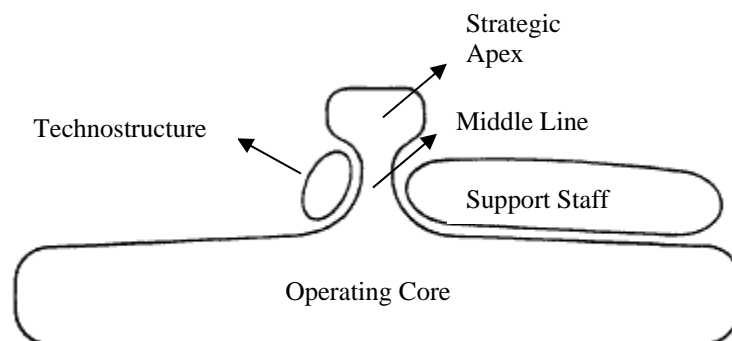 Strategic
Apex
Technostructure
Middle Line
Support Staff
Operating Core